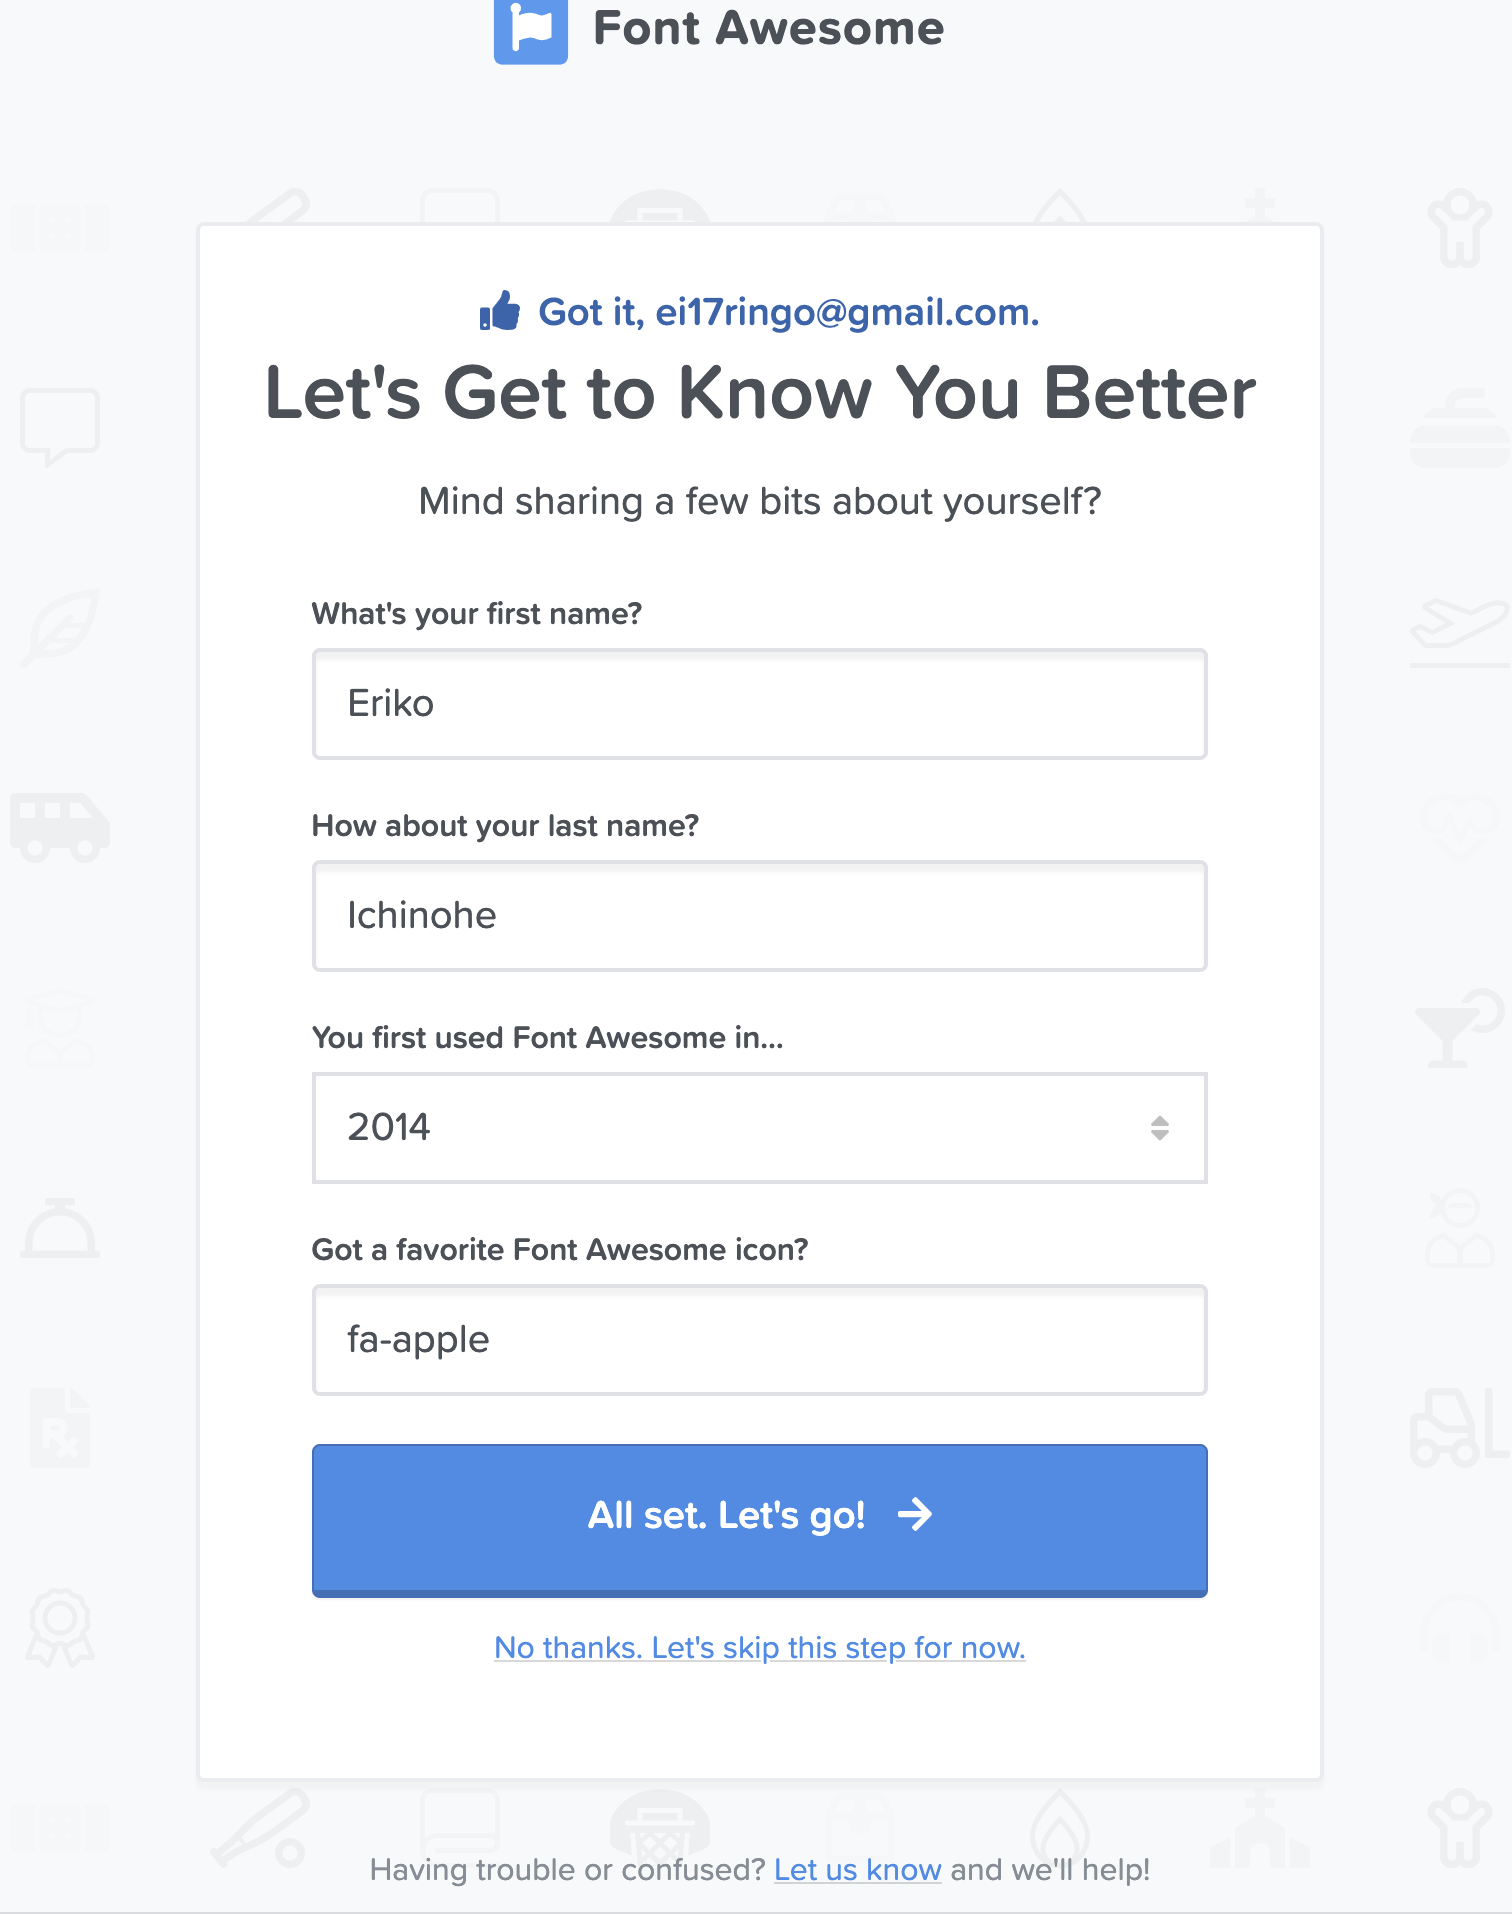 Font Awesome
Got it, ei17ringo@gmail.com.
Let's Get to Know You Better
Mind sharing a few bits about yourself?
What's your first name?
Eriko
How about your last name?
Ichinohe
You first used Font Awesome in...
2014
Got a favorite Font Awesome icon?
fa-apple
All set. Let's go!
No thanks. Let's skip this step for now.
Having trouble or confused? Let us know and we'll help!